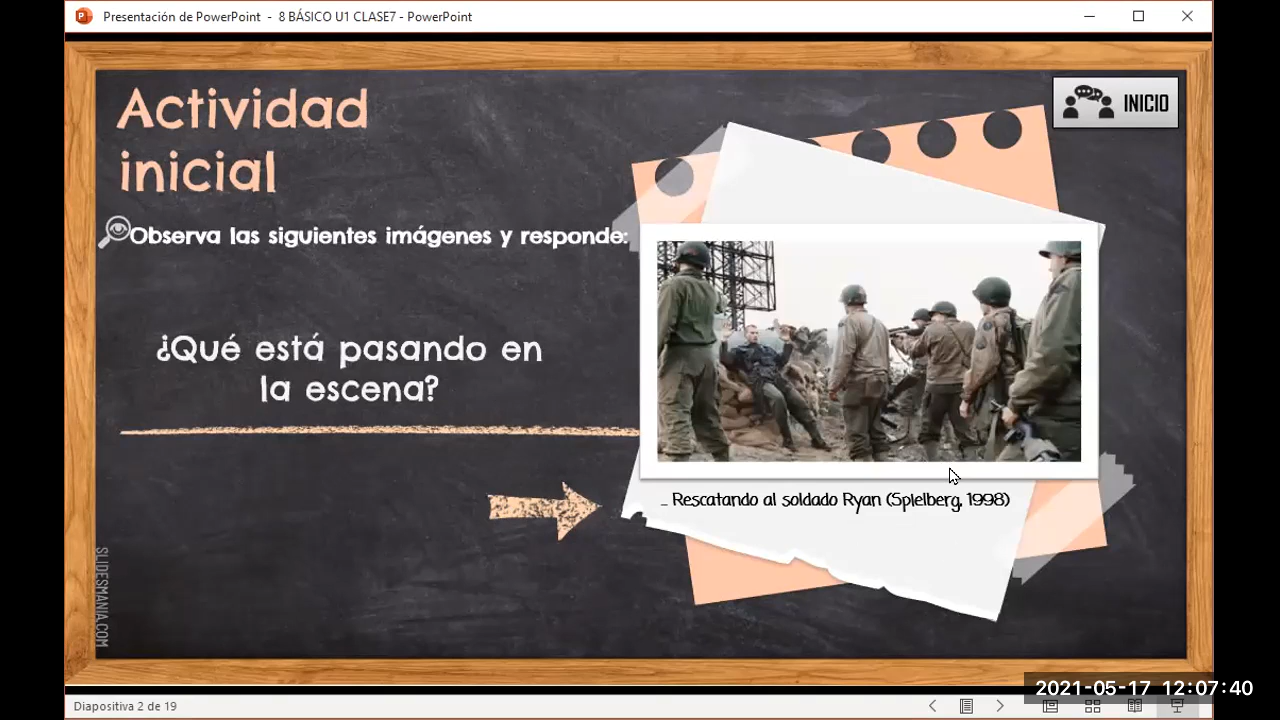 Presentación de PowerPoint - 8 BÁSICO U1 CLASE7 - PowerPoint
Actividad
inicial
INICIO
Observa las siguientes imágenes y responde:
¿Qué está pasando en
la escena?
_ Rescatando al soldado Ryan (Spielberg, 1998)
SLIDESMANIA.COM
2021-05-17 12:07:40
Diapositiva 2 de 19